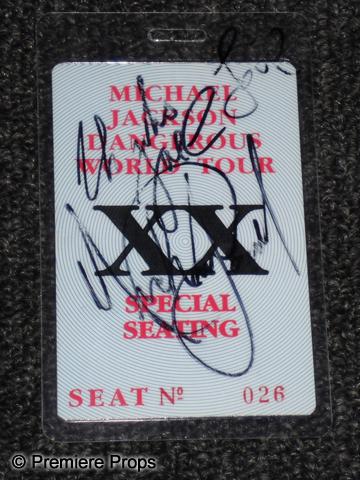 MICHAEL
JACKSON
DANGEROUS
WORLD TOUR
XX
SPECIAL
SEATING
SEAT Nº 026
© Premiere Props